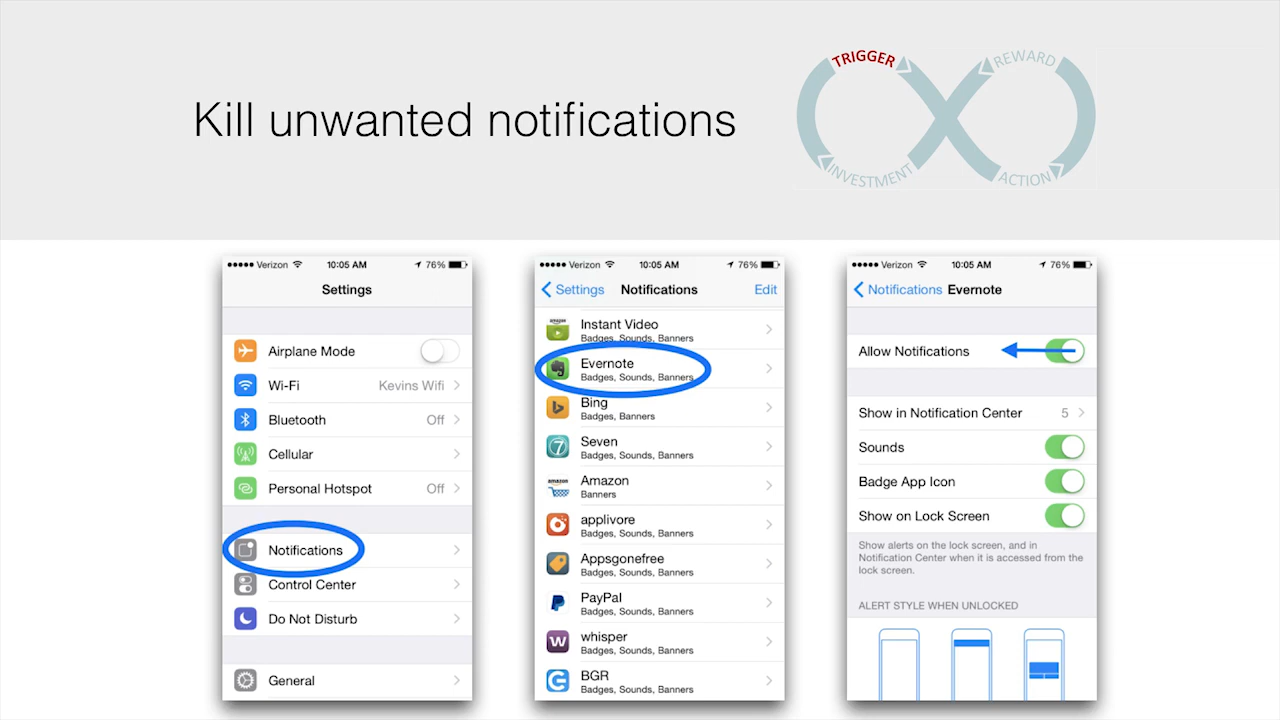 Kill unwanted notifications
TRIGGER
REWARD
INVESTMENT
ACTION
Verizon 10:05 AM 76%
Settings
Airplane Mode
Wi-Fi Kevins Wifi
Bluetooth Off
Cellular
Personal Hotspot Off
Notifications
Control Center
Do Not Disturb
General
Verizon 10:05 AM 76%
Settings Notifications Edit
amazon
Instant Video
Badges, Sounds, Banners
Evernote
Badges, Sounds, Banners
Bing
Badges, Banners
7
Seven
Badges, Sounds, Banners
amazon
Amazon
Banners
applivore
Badges, Sounds, Banners
Appsgonefree
Badges, Sounds, Banners
PayPal
Badges, Sounds, Banners
w
whisper
Badges, Sounds, Banners
BGR
Badges, Sounds, Banners
Verizon 10:05 AM 76%
Notifications Evernote
Allow Notifications
Show in Notification Center 5
Sounds
Badge App Icon
Show on Lock Screen
Show alerts on the lock screen, and in
Notification Center when it is accessed from the
lock screen.
ALERT STYLE WHEN UNLOCKED